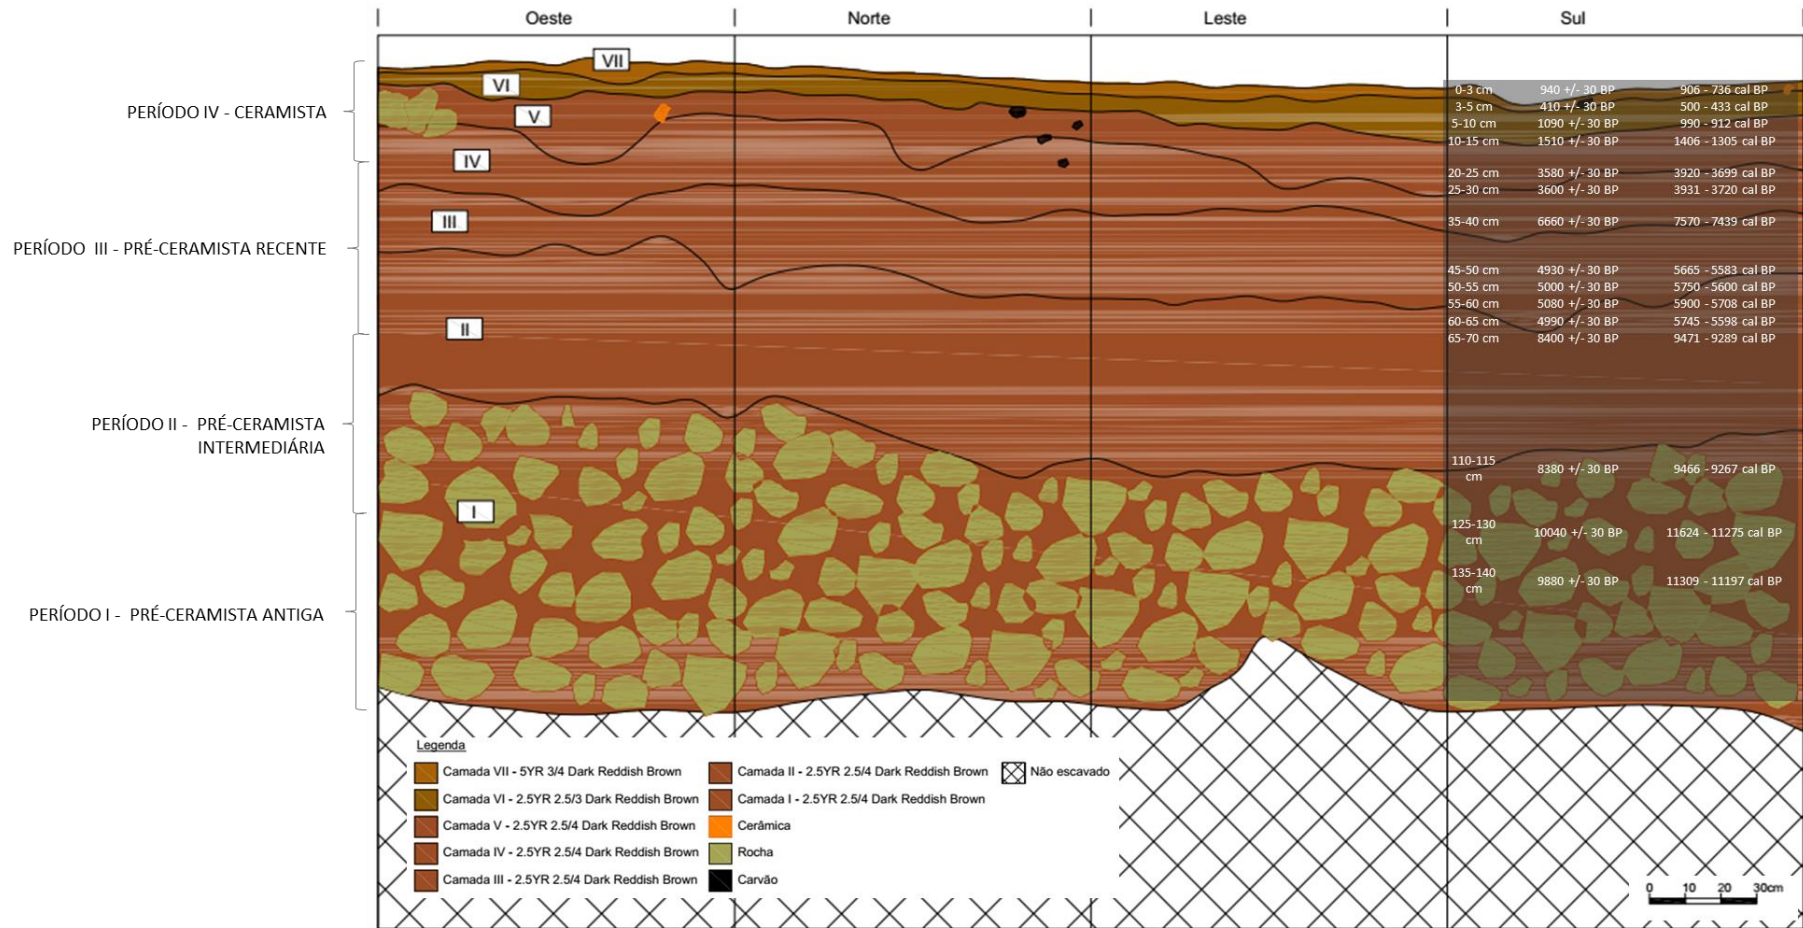 Oeste
Norte
Leste
Sul
VII
VI
V
IV
III
II
I
PERÍODO IV - CERAMISTA
PERÍODO III - PRÉ-CERAMISTA RECENTE
PERÍODO II - PRÉ-CERAMISTA
INTERMEDIÁRIA
PERÍODO I - PRÉ-CERAMISTA ANTIGA
0-3 cm 940 +/- 30 BP 906 - 736 cal BP
3-5 cm 410 +/- 30 BP 500 - 433 cal BP
5-10 cm 1090 +/- 30 BP 990 - 912 cal BP
10-15 cm 1510 +/- 30 BP 1406 - 1305 cal BP
20-25 cm 3580 +/- 30 BP 3920 - 3699 cal BP
25-30 cm 3600 +/- 30 BP 3931 - 3720 cal BP
35-40 cm 6660 +/- 30 BP 7570 - 7439 cal BP
45-50 cm 4930 +/- 30 BP 5665 - 5583 cal BP
50-55 cm 5000 +/- 30 BP 5750 - 5600 cal BP
55-60 cm 5080 +/- 30 BP 5900 - 5708 cal BP
60-65 cm 4990 +/- 30 BP 5745 - 5598 cal BP
65-70 cm 8400 +/- 30 BP 9471 - 9289 cal BP
110-115
cm
8380 +/- 30 BP 9466 - 9267 cal BP
125-130
cm
10040 +/- 30 BP 11624 - 11275 cal BP
135-140
cm
9880 +/- 30 BP 11309 - 11197 cal BP
Legenda
Camada VII - 5YR 3/4 Dark Reddish Brown
Camada VI - 2.5YR 2.5/3 Dark Reddish Brown
Camada V - 2.5YR 2.5/4 Dark Reddish Brown
Camada IV - 2.5YR 2.5/4 Dark Reddish Brown
Camada III - 2.5YR 2.5/4 Dark Reddish Brown
Camada II - 2.5YR 2.5/4 Dark Reddish Brown
Camada I - 2.5YR 2.5/4 Dark Reddish Brown
Cerâmica
Rocha
Carvão
Não escavado
0 10 20 30cm